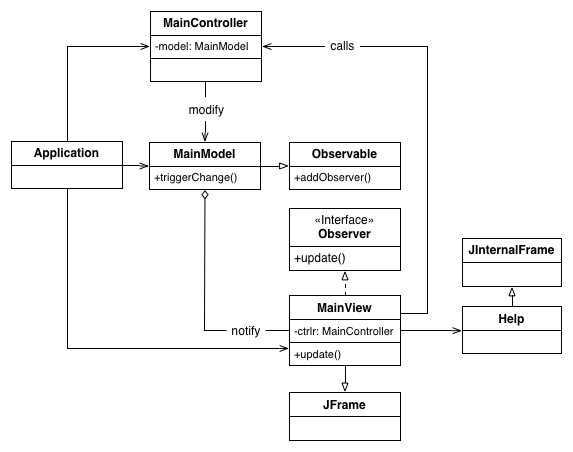 MainController
-model: MainModel
calls
modify
Application
MainModel
+triggerChange()
Observable
+addObserver()
«Interface»
Observer
+update()
JInternalFrame
MainView
-ctrlr: MainController
+update()
notify
Help
JFrame